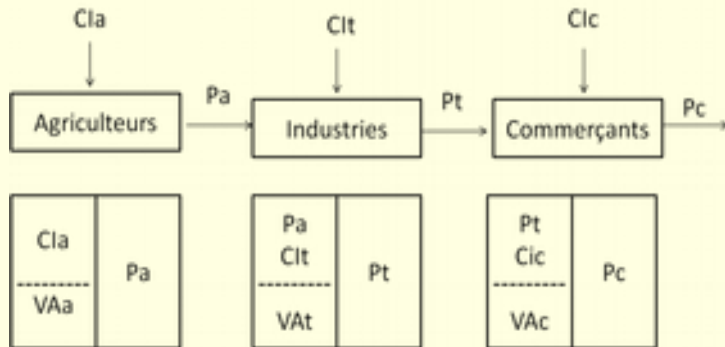 CIa
CIt
CIc
Pa
Pt
Pc
Agriculteurs
Industries
Commerçants
CIa
VAa
Pa
Pa
CIt
VAt
Pt
Pt
Cic
VAc
Pc